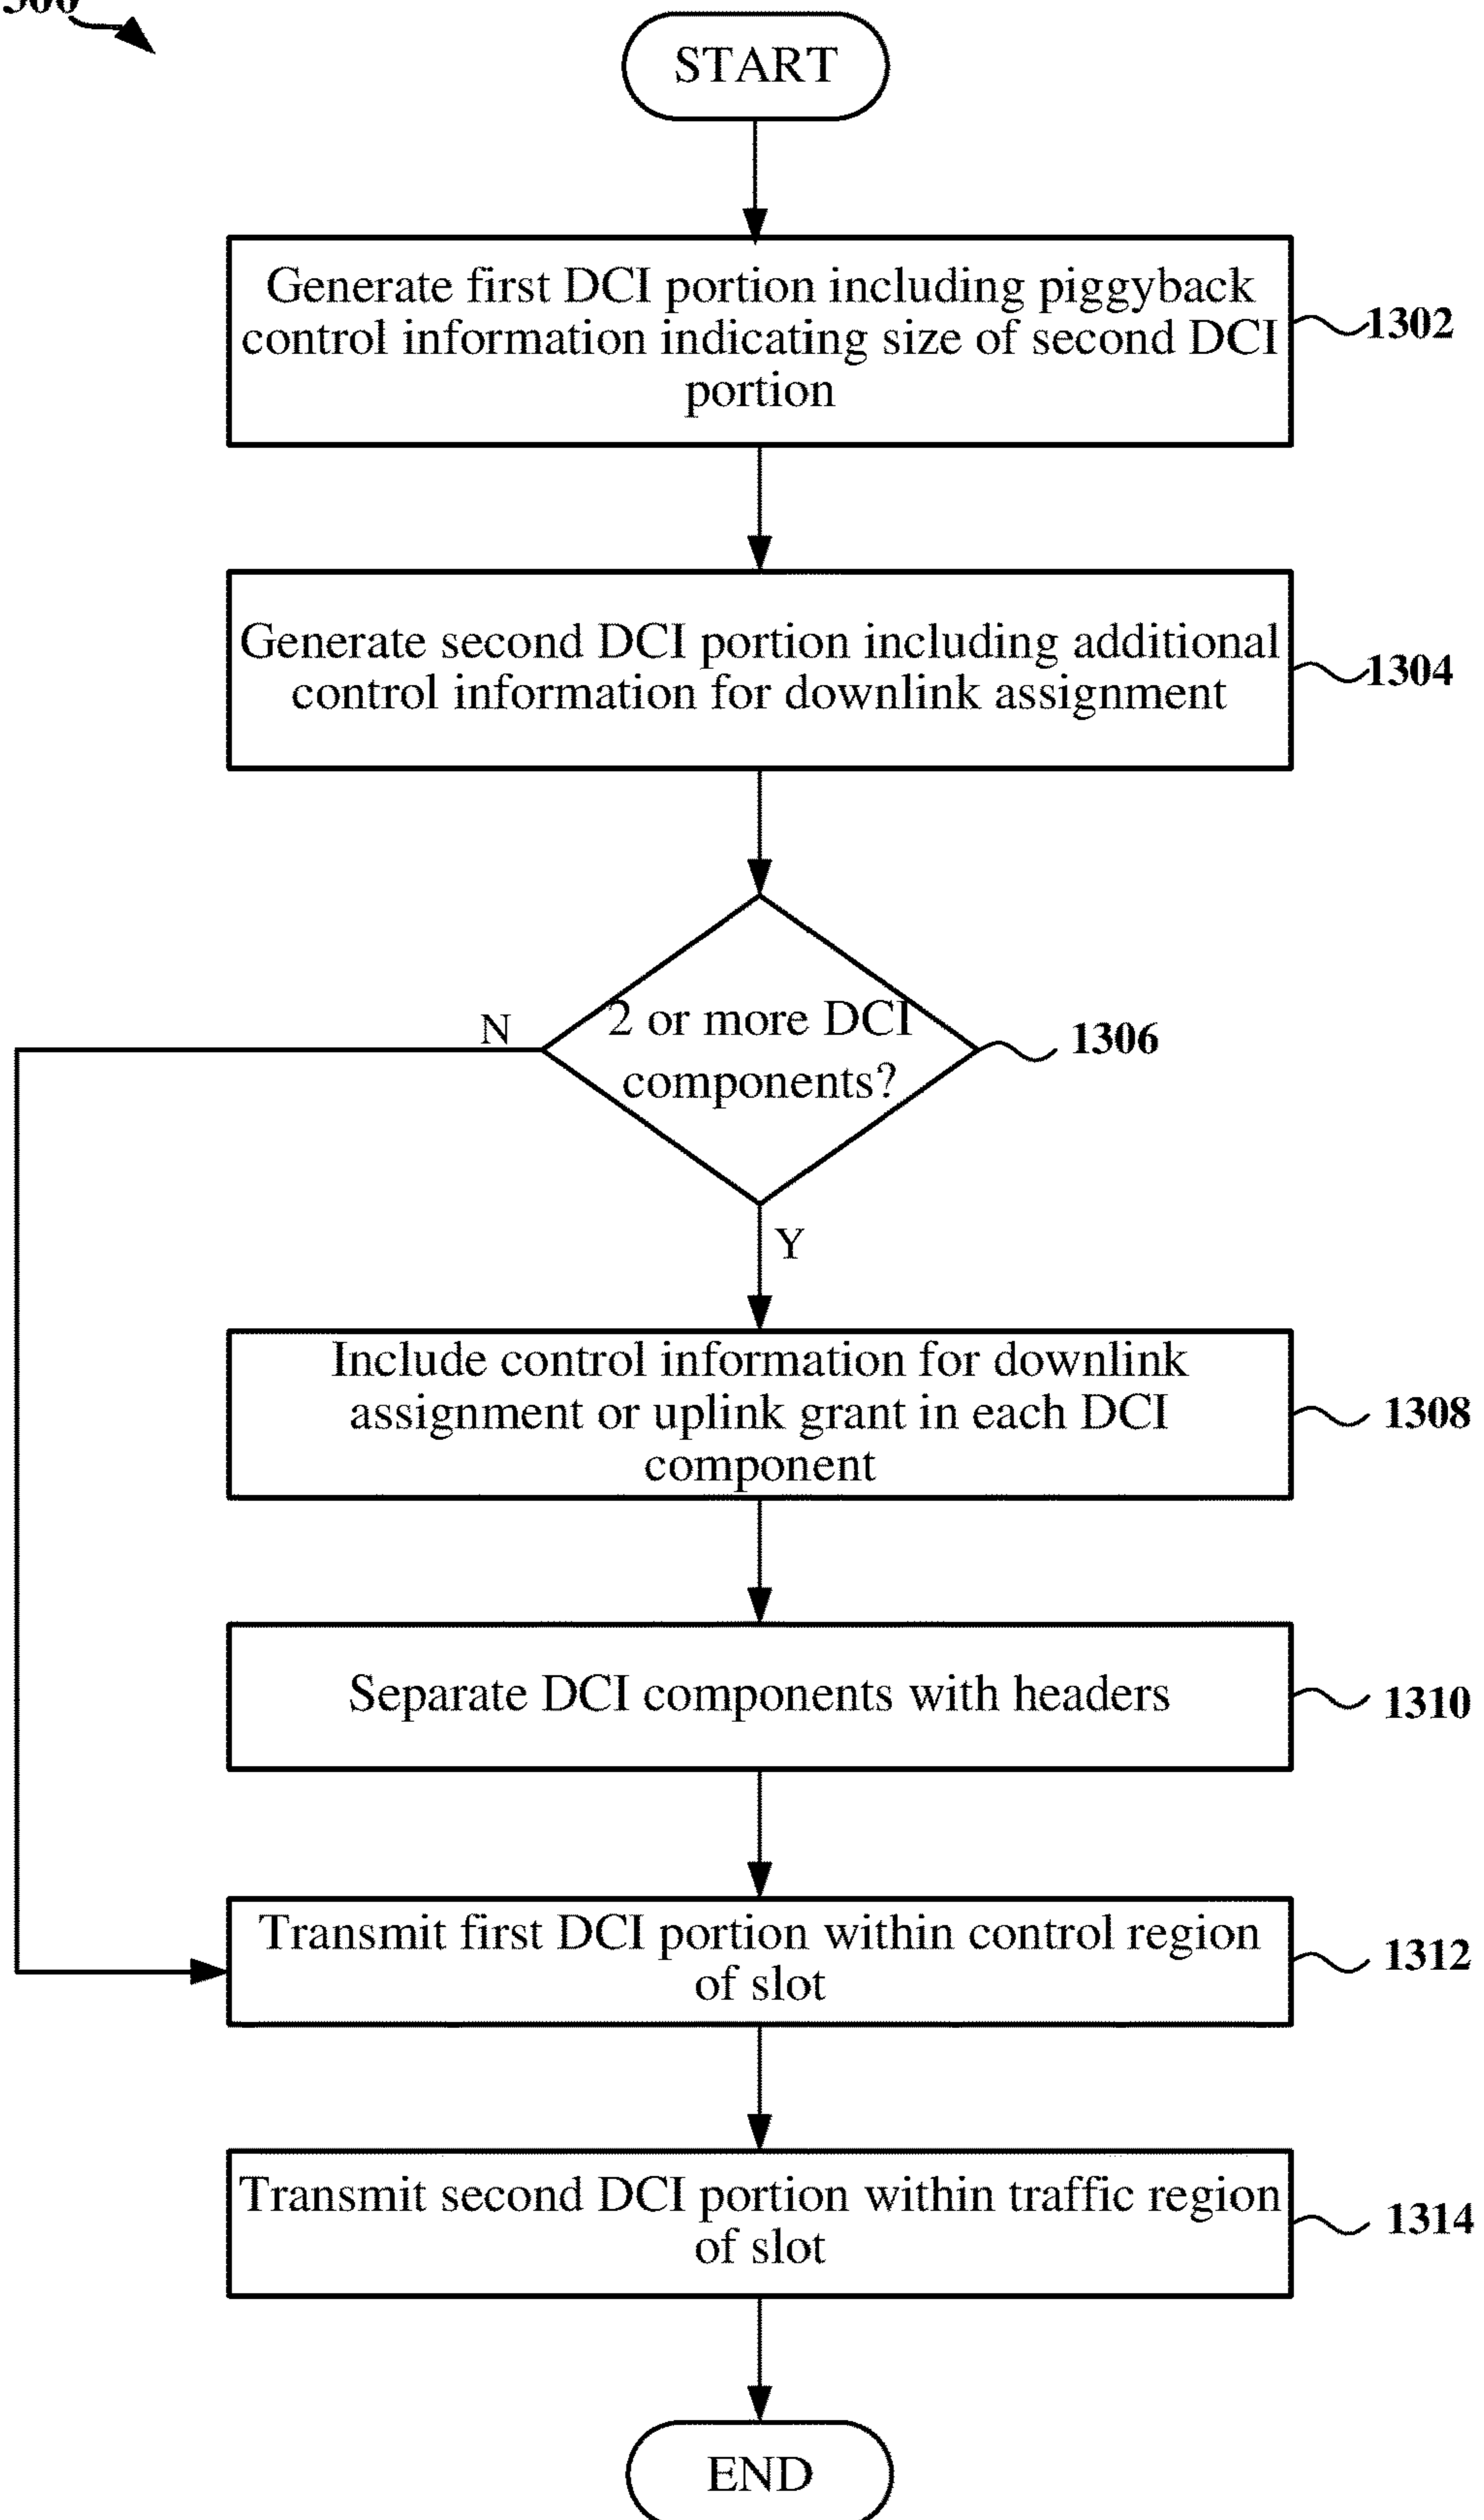 START
Generate first DCI portion including piggyback
control information indicating size of second DCI
portion
1302
Generate second DCI portion including additional
control information for downlink assignment
1304
N
2 or more DCI
components?
1306
Y
Include control information for downlink
assignment or uplink grant in each DCI
component
1308
Separate DCI components with headers
1310
Transmit first DCI portion within control region
of slot
1312
Transmit second DCI portion within traffic region
of slot
1314
END